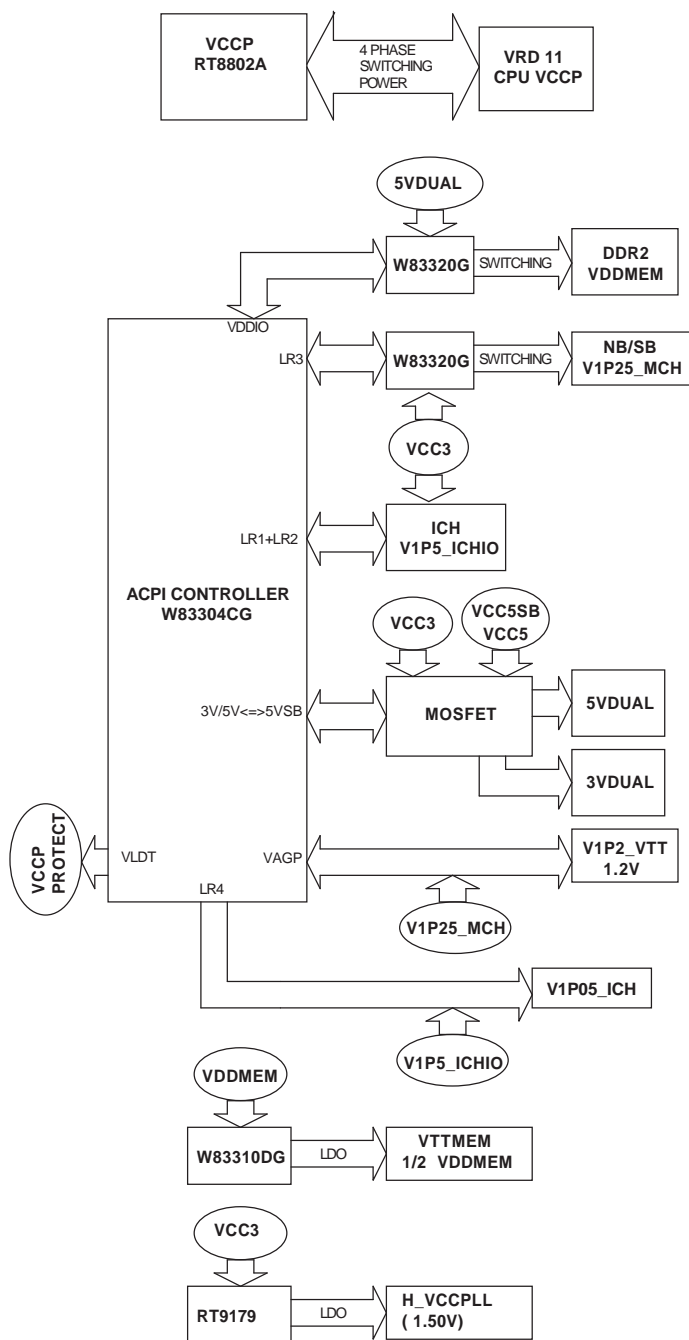 VCCP
RT8802A
4 PHASE
SWITCHING
POWER
VRD 11
CPU VCCP
5VDUAL
W83320G
SWITCHING
DDR2
VDDMEM
VDDIO
LR3
W83320G
SWITCHING
NB/SB
V1P25_MCH
VCC3
LR1+LR2
ICH
V1P5_ICHIO
ACPI CONTROLLER
W83304CG
VCC3
VCC5SB
VCC5
3V/5V<=>5VSB
MOSFET
5VDUAL
3VDUAL
VCCP
PROTECT
VLDT
VAGP
V1P2_VTT
1.2V
LR4
V1P25_MCH
V1P05_ICH
V1P5_ICHIO
VDDMEM
W83310DG
LDO
VTTMEM
1/2 VDDMEM
VCC3
RT9179
LDO
H_VCCPLL
( 1.50V)